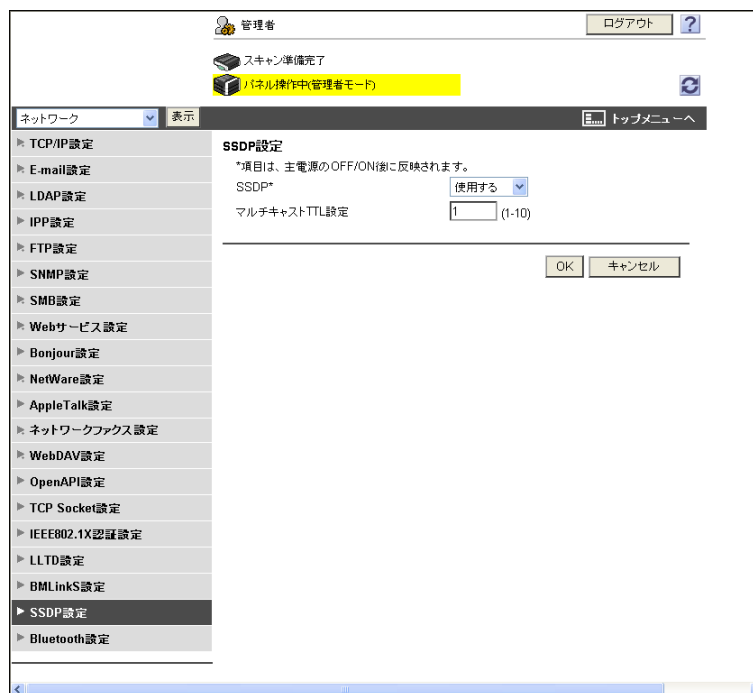 管理者
ログアウト
?
スキャン準備完了
パネル操作中(管理者モード)
ネットワーク
表示
トップメニューへ
TCP/IP設定
E-mail設定
LDAP設定
IPP設定
FTP設定
SNMP設定
SMB設定
Webサービス設定
Bonjour設定
NetWare設定
AppleTalk設定
ネットワークファクス設定
WebDAV設定
OpenAPI設定
TCP Socket設定
IEEE802.1X認証設定
LLTD設定
BMLinkS設定
SSDP設定
Bluetooth設定
SSDP設定
*項目は、主電源のOFF/ON後に反映されます。
SSDP* 使用する
マルチキャストTTL設定 1 (1-10)
OK キャンセル